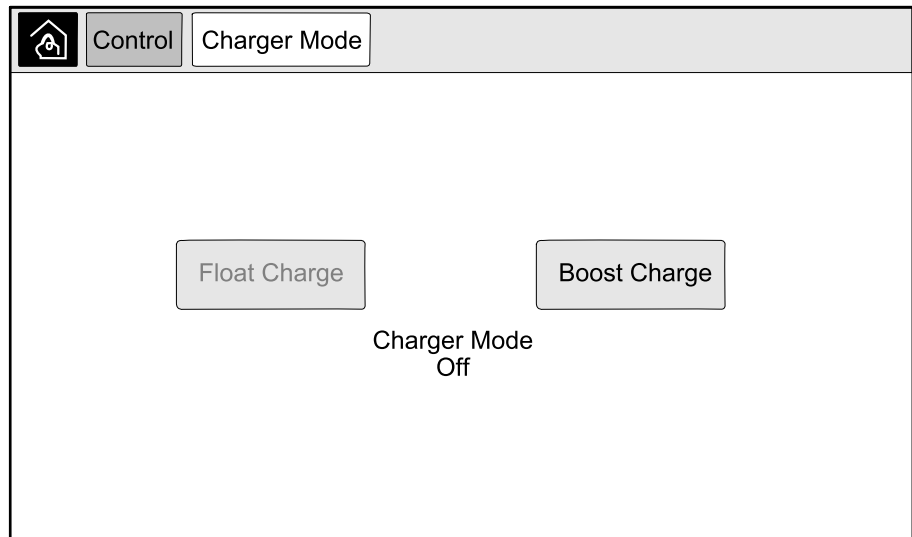 Control Charger Mode
Float Charge Boost Charge
Charger Mode
Off